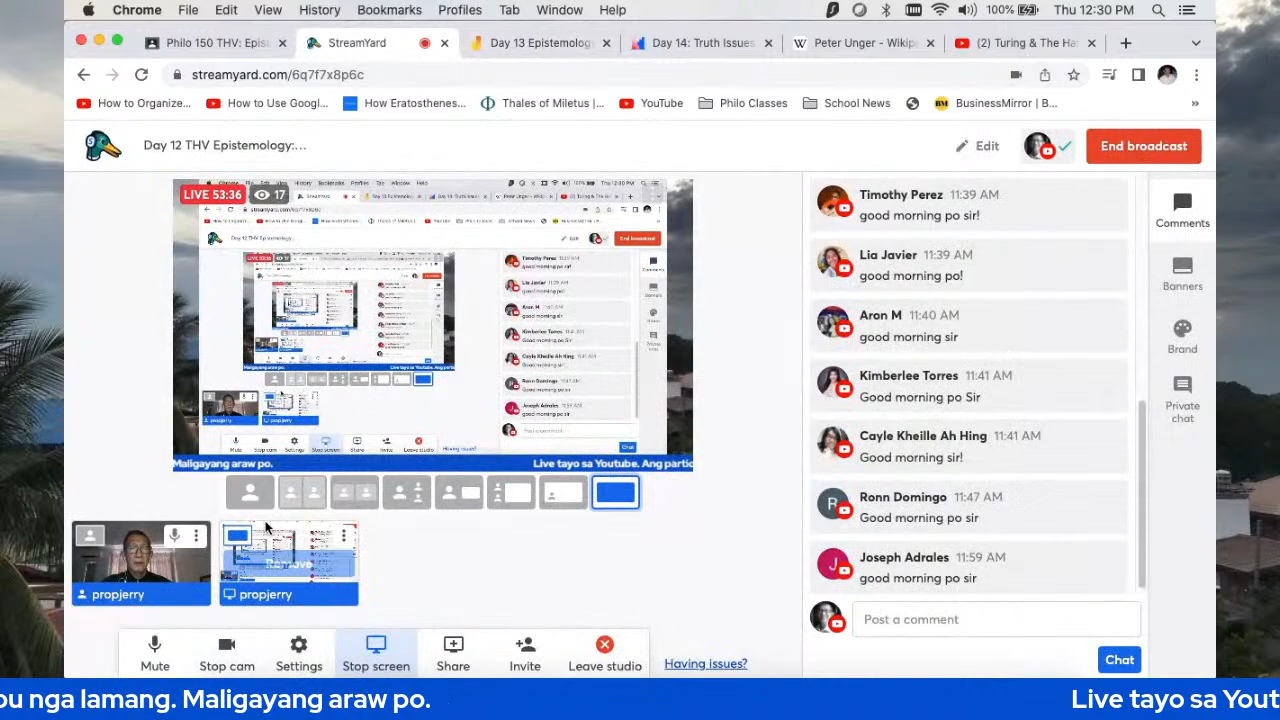 Chrome File Edit View History Bookmarks Profiles Tab Window Help 100% Thu 12:30 PM
Philo 150 THV: Epis StreamYard Day 13 Epistemology Day 14: Truth Issues Peter Unger - Wikip (2) Turing & The Ha
streamyard.com/6q7f7x8p6c
How to Organize... How to Use Googl... How Eratosthenes... Thales of Miletus |... YouTube Philo Classes School News BusinessMirror | B... »
Day 12 THV Epistemology:... Edit End broadcast
LIVE 53:36 17
Maligayang araw po. Live tayo sa Youtube. Ang partic
Remove
propjerry
propjerry
Mute Stop cam Settings Stop screen Share Invite Leave studio Having issues?
Timothy Perez 11:39 AM
good morning po sir!
Lia Javier 11:39 AM
good morning po!
Aron M 11:40 AM
good morning sir
Kimberlee Torres 11:41 AM
Good morning po Sir
Cayle Kheille Ah Hing 11:41 AM
Good morning sir!
Ronn Domingo 11:47 AM
Good morning po sir
Joseph Adrales 11:59 AM
good morning po sir
Post a comment
Chat
Comments
Banners
Brand
Private
chat
ou nga lamang. Maligayang araw po. Live tayo sa Yout